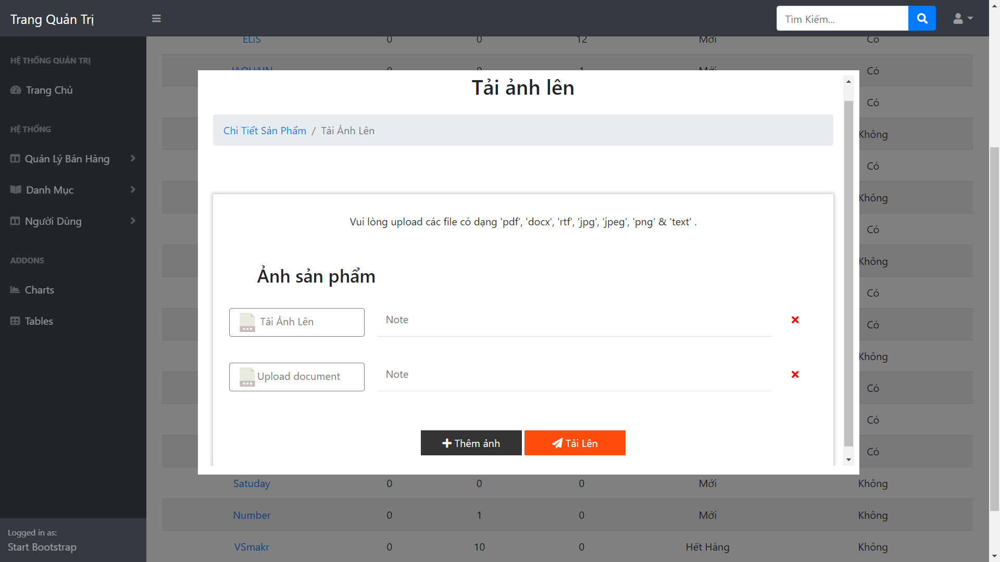 Trang Quản Trị
Tìm Kiếm...
HỆ THỐNG QUẢN TRỊ
Trang Chủ
HỆ THỐNG
Quản Lý Bán Hàng
Danh Mục
Người Dùng
ADDONS
Charts
Tables
Logged in as:
Start Bootstrap
ELiS 0 0 12 Mới Có
0 0 1 Mới Có
Có
Không
Có
Không
Có
Không
Có
Có
Không
Có
Có
Có
Tải ảnh lên
Chi Tiết Sản Phẩm / Tải Ảnh Lên
Vui lòng upload các file có dạng 'pdf', 'docx', 'rtf', 'jpg', 'jpeg', 'png' & 'text' .
Ảnh sản phẩm
Tải Ảnh Lên Note
Upload document Note
Thêm ảnh Tải Lên
Satuday 0 0 0 Mới Không
Number 0 1 0 Mới Không
VSmakr 0 10 0 Hết Hàng Không